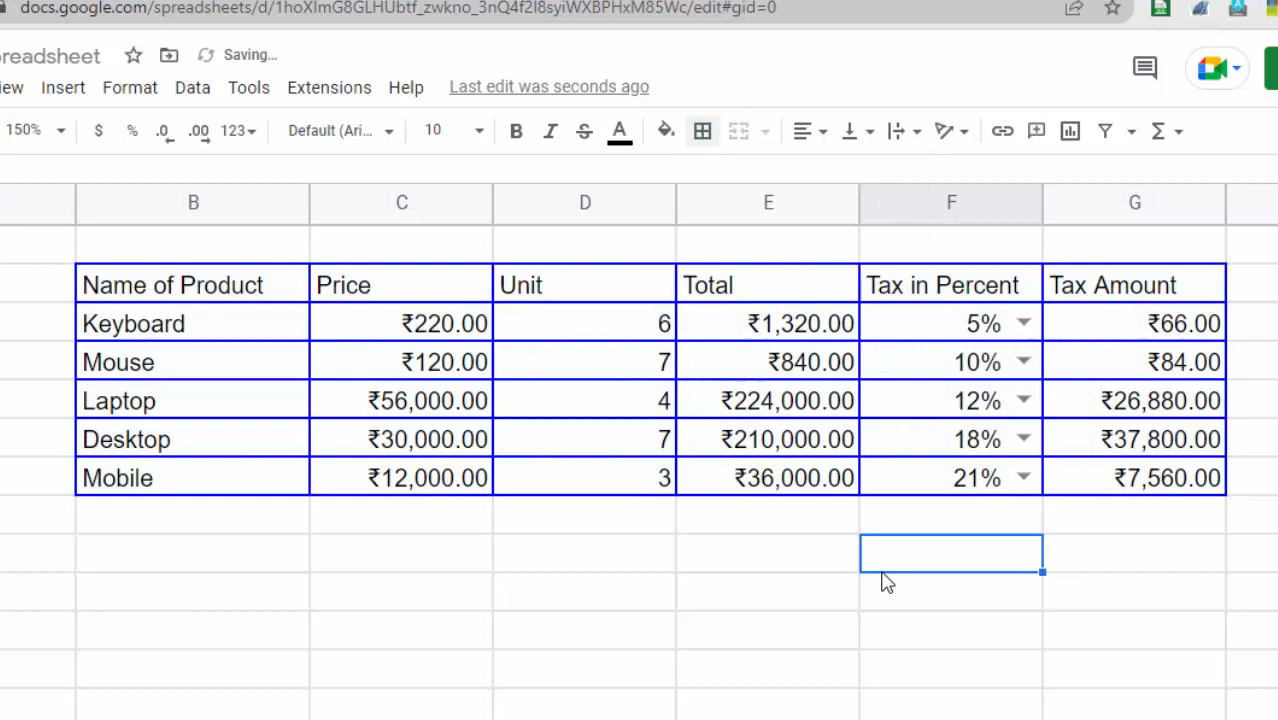 docs.google.com/spreadsheets/d/1hoXImG8GLHUbtf_zwkno_3nQ4f2I8syiWXBPHxM85Wc/edit#gid=0
preadsheet Saving...
ew Insert Format Data Tools Extensions Help Last edit was seconds ago
150% $ % .0 .00 123 Default (Ari... 10 B I S A Σ
B C D E F G
Name of Product Price Unit Total Tax in Percent Tax Amount
Keyboard ₹220.00 6 ₹1,320.00 5% ₹66.00
Mouse ₹120.00 7 ₹840.00 10% ₹84.00
Laptop ₹56,000.00 4 ₹224,000.00 12% ₹26,880.00
Desktop ₹30,000.00 7 ₹210,000.00 18% ₹37,800.00
Mobile ₹12,000.00 3 ₹36,000.00 21% ₹7,560.00